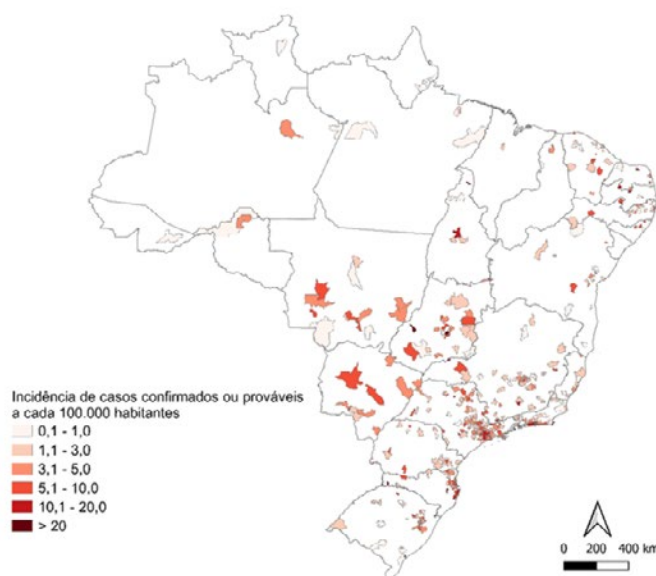 Incidência de casos confirmados ou prováveis
a cada 100.000 habitantes
0,1 - 1,0
1,1 - 3,0
3,1 - 5,0
5,1 - 10,0
10,1 - 20,0
> 20
0 200 400 km